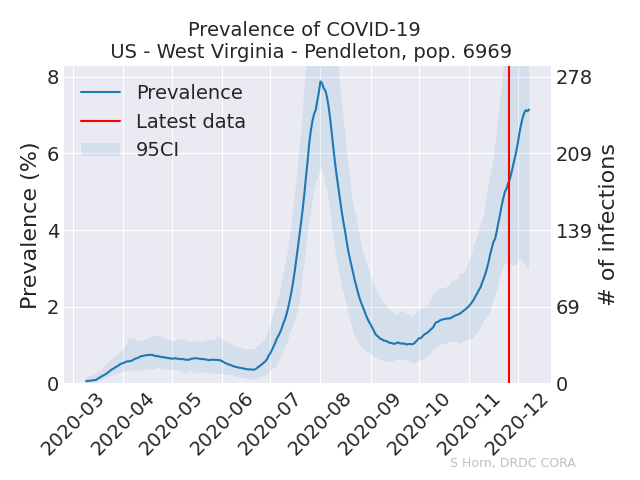 Prevalence of COVID-19
US - West Virginia - Pendleton, pop. 6969
Prevalence
Latest data
95CI
Prevalence (%)
8
6
4
2
0
278
209
139
69
0
# of infections
2020-03
2020-04
2020-05
2020-06
2020-07
2020-08
2020-09
2020-10
2020-11
2020-12
S Horn, DRDC CORA